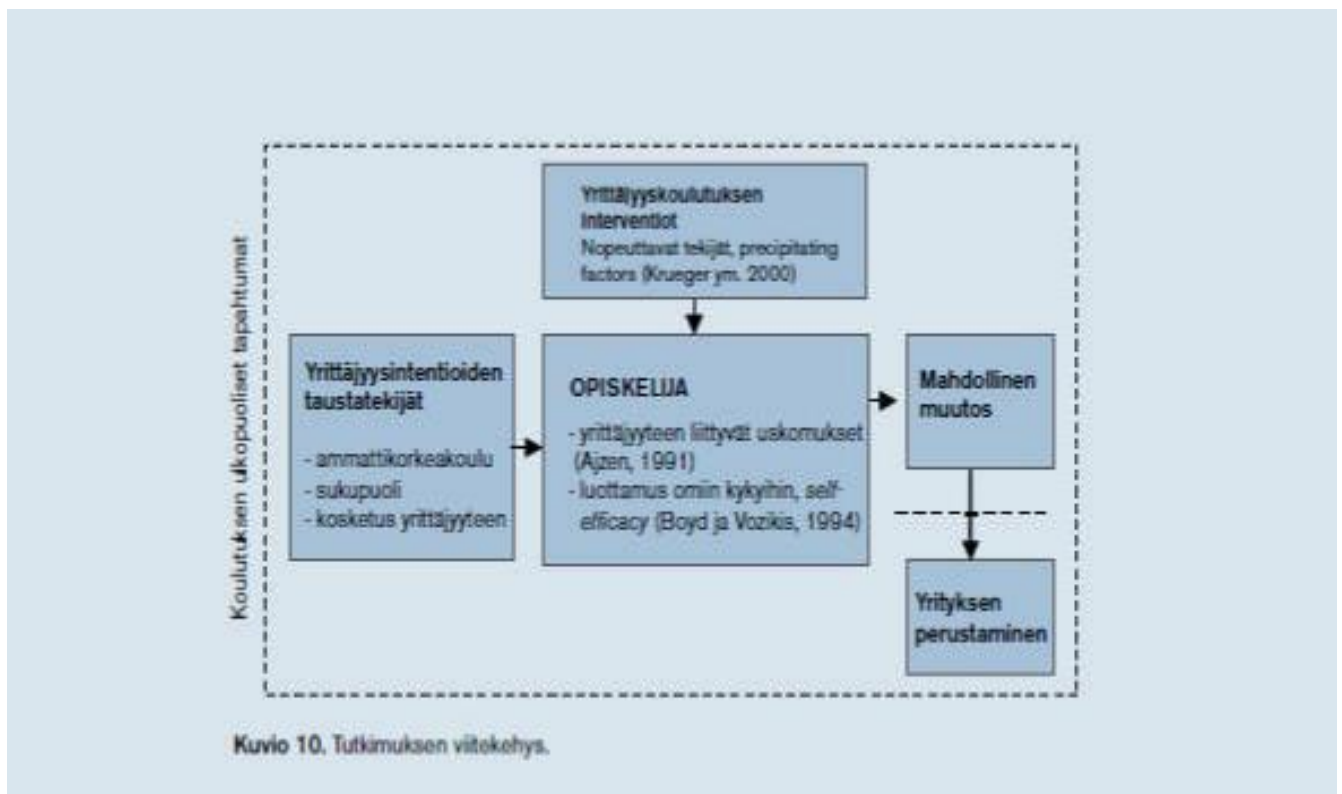 Koulutuksen ulkopuoliset tapahtumat
Yrittäjyyskoulutuksen
interventiot
Nopeuttavat tekijät, precipitating
factors (Krueger ym. 2000)
Yrittäjyysintentioiden
taustatekijät
- ammattikorkeakoulu
- sukupuoli
- kosketus yrittäjyyteen
OPISKELIJA
- yrittäjyyteen liittyvät uskomukset
(Ajzen, 1991)
- luottamus omiin kykyihin, self-
efficacy (Boyd ja Vozikis, 1994)
Mahdollinen
muutos
Yrityksen
perustaminen
Kuvio 10. Tutkimuksen viitekehys.